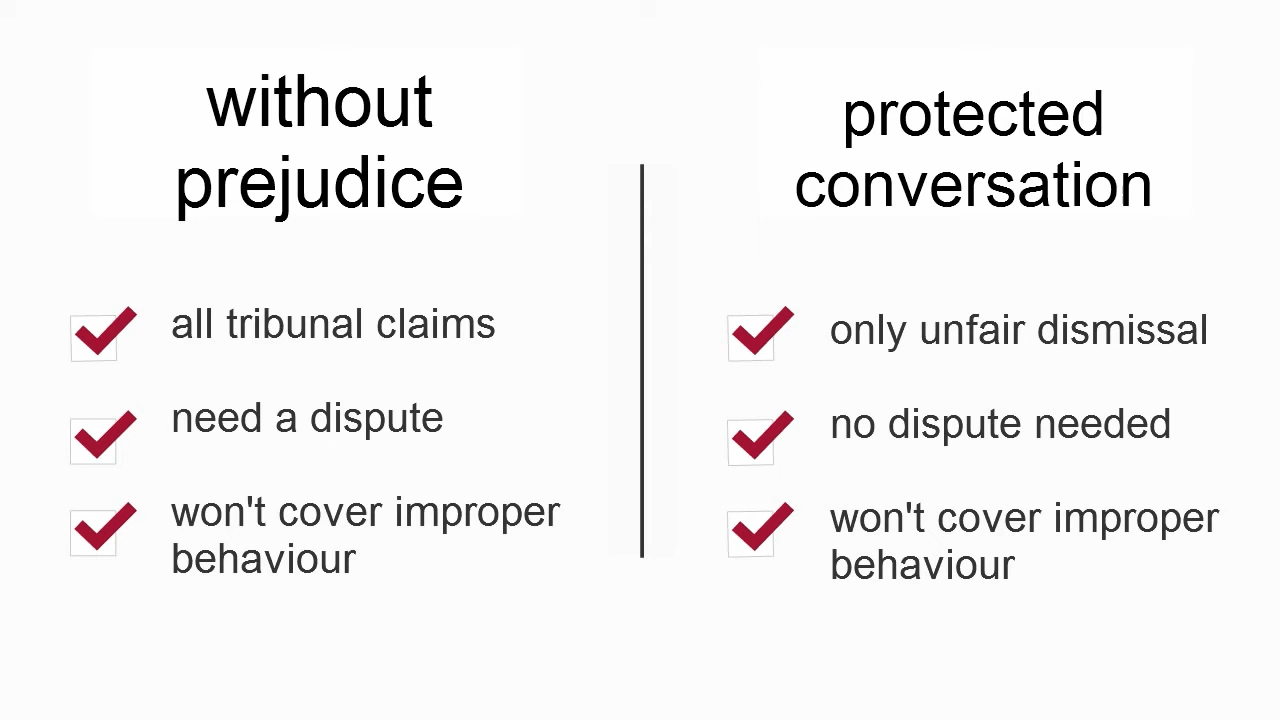 without
prejudice
all tribunal claims
need a dispute
won't cover improper
behaviour
protected
conversation
only unfair dismissal
no dispute needed
won't cover improper
behaviour